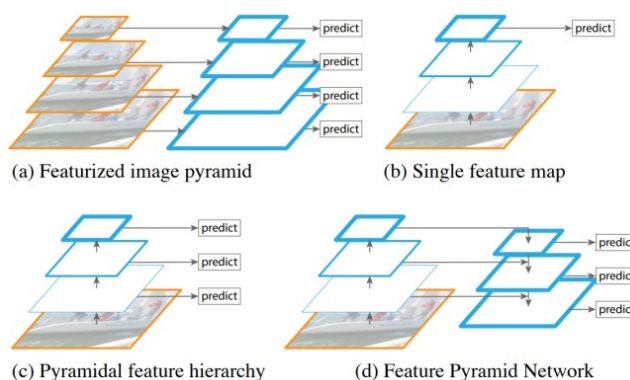 predict
predict
predict
predict
predict
(a) Featurized image pyramid
(b) Single feature map
predict
predict
predict
predict
predict
predict
(c) Pyramidal feature hierarchy
(d) Feature Pyramid Network